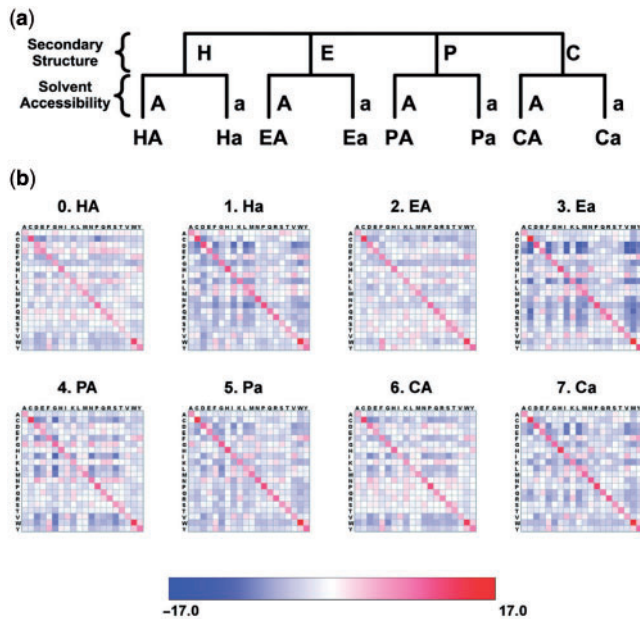 (a)
Secondary Structure
H E P C
Solvent Accessibility
A a A a A a A a
HA Ha EA Ea PA Pa CA Ca
(b)
0. HA 1. Ha 2. EA 3. Ea
A C D E F G H I K L M N P Q R S T V W Y A C D E F G H I K L M N P Q R S T V W Y A C D E F G H I K L M N P Q R S T V W Y A C D E F G H I K L M N P Q R S T V W Y
A A A A
C C C C
D D D D
E E E E
F F F F
G G G G
H H H H
I I I I
K K K K
L L L L
M M M M
N N N N
P P P P
Q Q Q Q
R R R R
S S S S
T T T T
V V V V
W W W W
Y Y Y Y
4. PA 5. Pa 6. CA 7. Ca
A C D E F G H I K L M N P Q R S T V W Y A C D E F G H I K L M N P Q R S T V W Y A C D E F G H I K L M N P Q R S T V W Y A C D E F G H I K L M N P Q R S T V W Y
A A A A
C C C C
D D D D
E E E E
F F F F
G G G G
H H H H
I I I I
K K K K
L L L L
M M M M
N N N N
P P P P
Q Q Q Q
R R R R
S S S S
T T T T
V V V V
W W W W
Y Y Y Y
-17.0 17.0